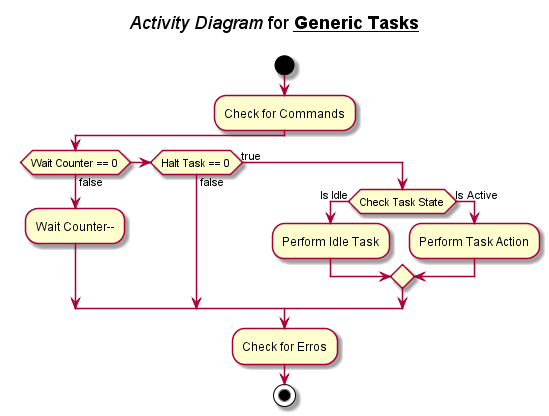 Activity Diagram for Generic Tasks
Check for Commands
Wait Counter == 0
Halt Task == 0
true
false
false
Is Idle
Check Task State
Is Active
Wait Counter--
Perform Idle Task
Perform Task Action
Check for Erros